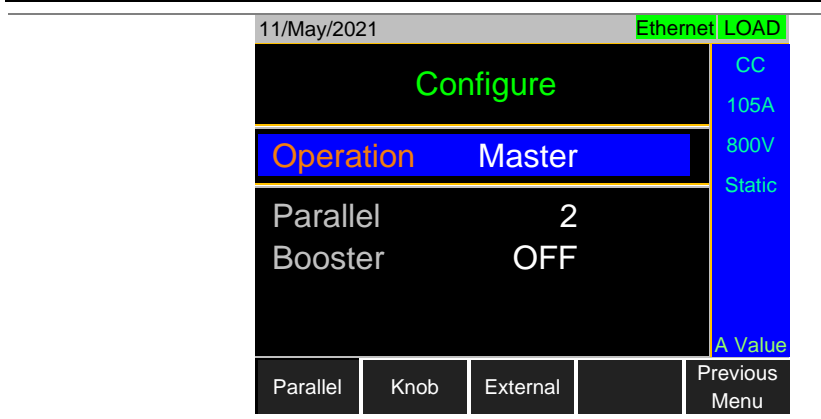 11/May/2021 Ethernet LOAD
Configure
CC
105A
Operation Master
800V
Static
Parallel 2
Booster OFF
A Value
Parallel Knob External Previous Menu